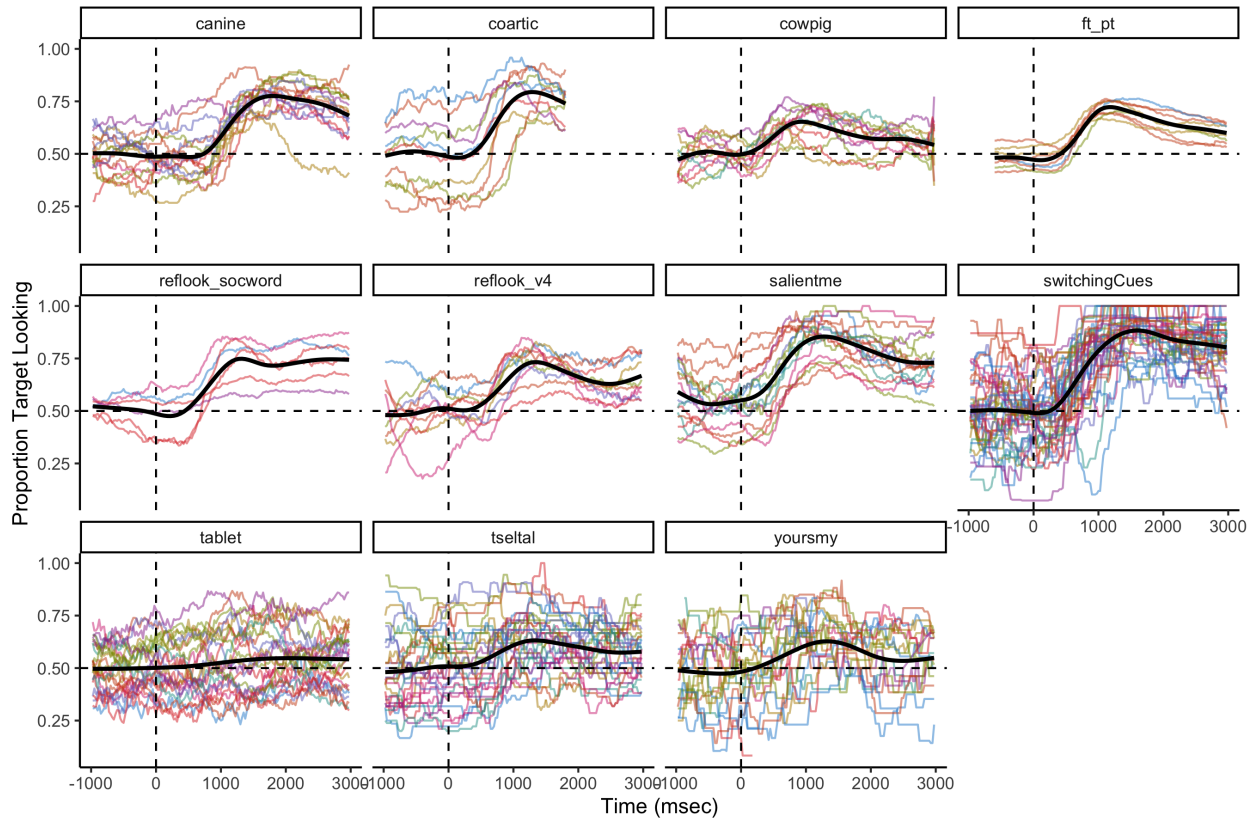 canine coartic cowpig ft_pt
1.00
0.75
0.50
0.25
reflook_socword reflook_v4 salientme switchingCues
1.00
0.75
0.50
0.25
-1000 0 1000 2000 3000
tablet tseltal yoursmy
1.00
0.75
0.50
0.25
-1000 0 1000 2000 3000 -1000 0 1000 2000 3000 -1000 0 1000 2000 3000
Time (msec)
Proportion Target Looking